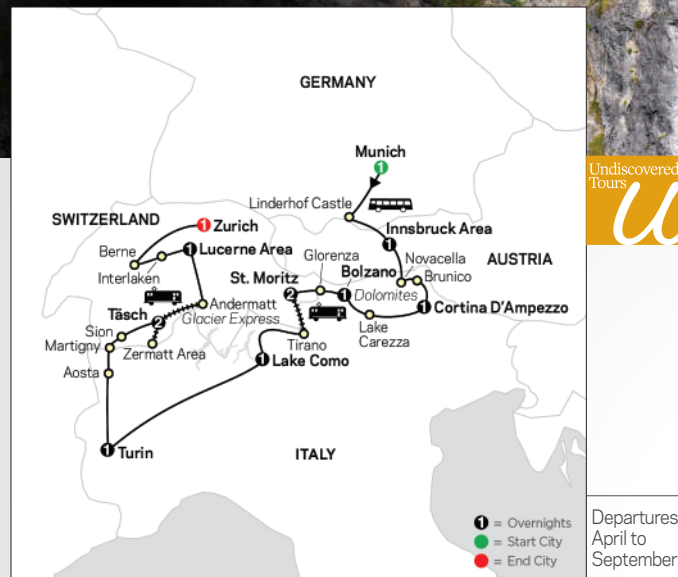 GERMANY
Munich
1
Linderhof Castle
Innsbruck Area
1
SWITZERLAND
1 Zurich
Berne
1 Lucerne Area
Interlaken
Glorenza
Bolzano
Novacella
Brunico
AUSTRIA
St. Moritz
2
1
Dolomites
Andermatt
Glacier Express
Täsch
2
1 Cortina D'Ampezzo
Sion
Martigny
Zermatt Area
Tirano
Lake
Carezza
Aosta
1 Lake Como
1 Turin
ITALY
1 = Overnights
= Start City
= End City
Undiscovered
Tours
U
Departures
April to
September